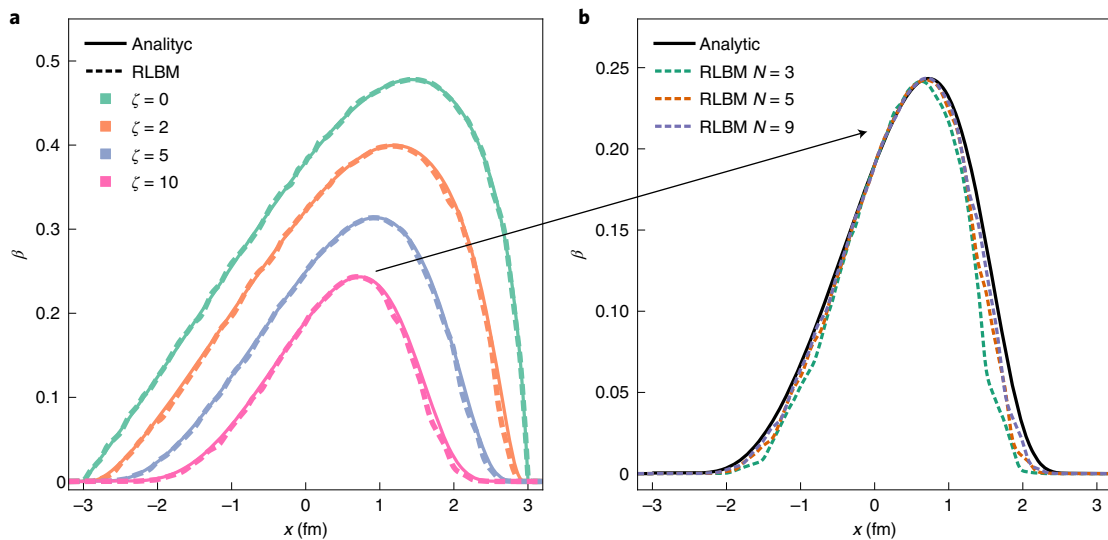 a
Analityc
RLBM
ζ = 0
ζ = 2
ζ = 5
ζ = 10
0.5
0.4
0.3
0.2
0.1
0
β
−3 −2 −1 0 1 2 3
x (fm)
b
Analytic
RLBM N = 3
RLBM N = 5
RLBM N = 9
0.25
0.20
0.15
0.10
0.05
0
β
−3 −2 −1 0 1 2 3
x (fm)